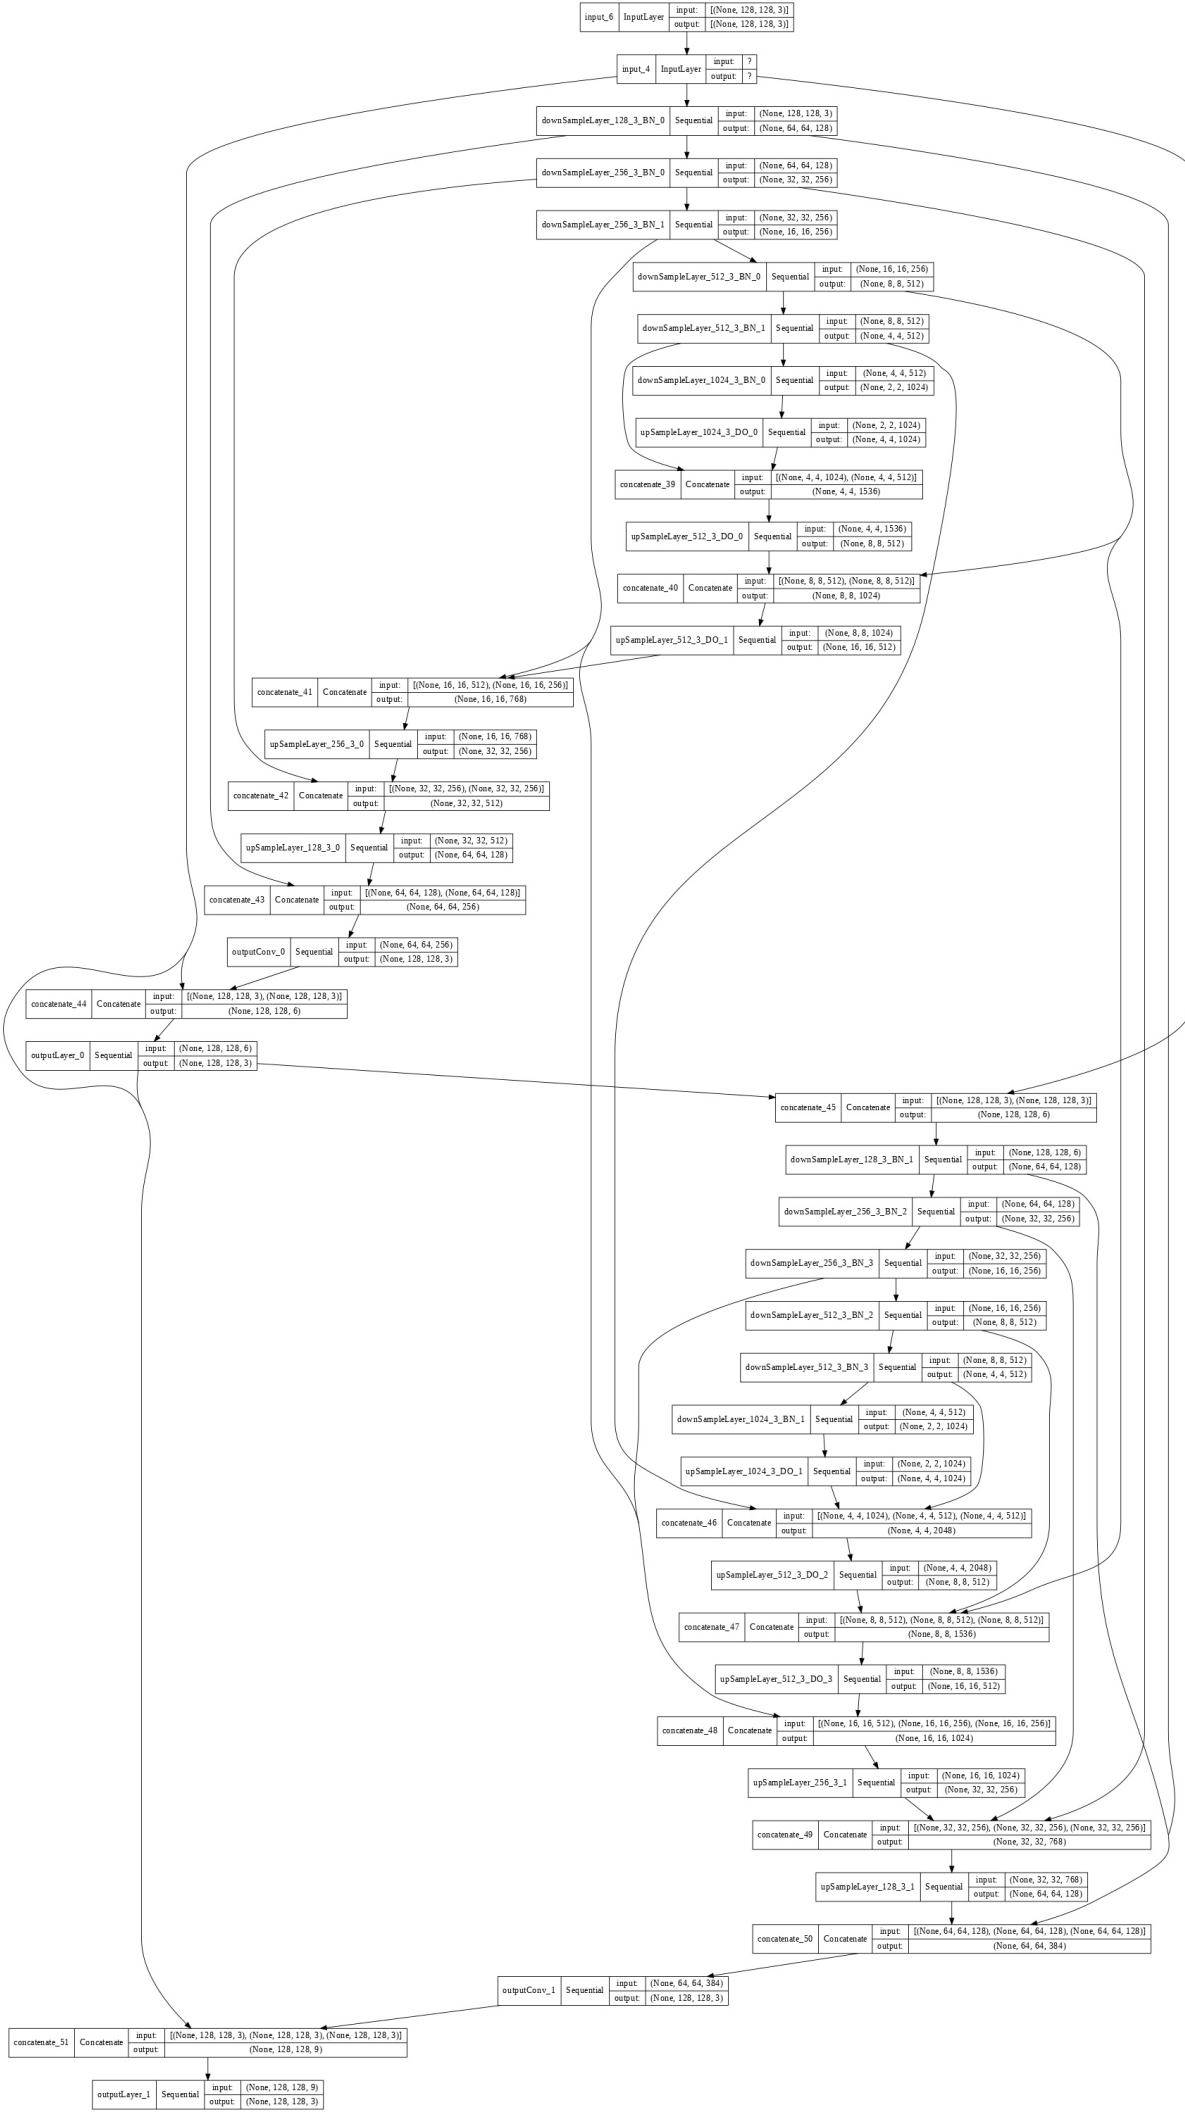 input_6 InputLayer input: [(None, 128, 128, 3)]
output: [(None, 128, 128, 3)]
input_4 InputLayer input: ?
output: ?
downSampleLayer_128_3_BN_0 Sequential input: (None, 128, 128, 3)
output: (None, 64, 64, 128)
downSampleLayer_256_3_BN_0 Sequential input: (None, 64, 64, 128)
output: (None, 32, 32, 256)
downSampleLayer_256_3_BN_1 Sequential input: (None, 32, 32, 256)
output: (None, 16, 16, 256)
downSampleLayer_512_3_BN_0 Sequential input: (None, 16, 16, 256)
output: (None, 8, 8, 512)
downSampleLayer_512_3_BN_1 Sequential input: (None, 8, 8, 512)
output: (None, 4, 4, 512)
downSampleLayer_1024_3_BN_0 Sequential input: (None, 4, 4, 512)
output: (None, 2, 2, 1024)
upSampleLayer_1024_3_DO_0 Sequential input: (None, 2, 2, 1024)
output: (None, 4, 4, 1024)
concatenate_39 Concatenate input: [(None, 4, 4, 1024), (None, 4, 4, 512)]
output: (None, 4, 4, 1536)
upSampleLayer_512_3_DO_0 Sequential input: (None, 4, 4, 1536)
output: (None, 8, 8, 512)
concatenate_40 Concatenate input: [(None, 8, 8, 512), (None, 8, 8, 512)]
output: (None, 8, 8, 1024)
upSampleLayer_512_3_DO_1 Sequential input: (None, 8, 8, 1024)
output: (None, 16, 16, 512)
concatenate_41 Concatenate input: [(None, 16, 16, 512), (None, 16, 16, 256)]
output: (None, 16, 16, 768)
upSampleLayer_256_3_0 Sequential input: (None, 16, 16, 768)
output: (None, 32, 32, 256)
concatenate_42 Concatenate input: [(None, 32, 32, 256), (None, 32, 32, 256)]
output: (None, 32, 32, 512)
upSampleLayer_128_3_0 Sequential input: (None, 32, 32, 512)
output: (None, 64, 64, 128)
concatenate_43 Concatenate input: [(None, 64, 64, 128), (None, 64, 64, 128)]
output: (None, 64, 64, 256)
outputConv_0 Sequential input: (None, 64, 64, 256)
output: (None, 128, 128, 3)
concatenate_44 Concatenate input: [(None, 128, 128, 3), (None, 128, 128, 3)]
output: (None, 128, 128, 6)
outputLayer_0 Sequential input: (None, 128, 128, 6)
output: (None, 128, 128, 3)
concatenate_45 Concatenate input: [(None, 128, 128, 3), (None, 128, 128, 3)]
output: (None, 128, 128, 6)
downSampleLayer_128_3_BN_1 Sequential input: (None, 128, 128, 6)
output: (None, 64, 64, 128)
downSampleLayer_256_3_BN_2 Sequential input: (None, 64, 64, 128)
output: (None, 32, 32, 256)
downSampleLayer_256_3_BN_3 Sequential input: (None, 32, 32, 256)
output: (None, 16, 16, 256)
downSampleLayer_512_3_BN_2 Sequential input: (None, 16, 16, 256)
output: (None, 8, 8, 512)
downSampleLayer_512_3_BN_3 Sequential input: (None, 8, 8, 512)
output: (None, 4, 4, 512)
downSampleLayer_1024_3_BN_1 Sequential input: (None, 4, 4, 512)
output: (None, 2, 2, 1024)
upSampleLayer_1024_3_DO_1 Sequential input: (None, 2, 2, 1024)
output: (None, 4, 4, 1024)
concatenate_46 Concatenate input: [(None, 4, 4, 1024), (None, 4, 4, 512), (None, 4, 4, 512)]
output: (None, 4, 4, 2048)
upSampleLayer_512_3_DO_2 Sequential input: (None, 4, 4, 2048)
output: (None, 8, 8, 512)
concatenate_47 Concatenate input: [(None, 8, 8, 512), (None, 8, 8, 512), (None, 8, 8, 512)]
output: (None, 8, 8, 1536)
upSampleLayer_512_3_DO_3 Sequential input: (None, 8, 8, 1536)
output: (None, 16, 16, 512)
concatenate_48 Concatenate input: [(None, 16, 16, 512), (None, 16, 16, 256), (None, 16, 16, 256)]
output: (None, 16, 16, 1024)
upSampleLayer_256_3_1 Sequential input: (None, 16, 16, 1024)
output: (None, 32, 32, 256)
concatenate_49 Concatenate input: [(None, 32, 32, 256), (None, 32, 32, 256), (None, 32, 32, 256)]
output: (None, 32, 32, 768)
upSampleLayer_128_3_1 Sequential input: (None, 32, 32, 768)
output: (None, 64, 64, 128)
concatenate_50 Concatenate input: [(None, 64, 64, 128), (None, 64, 64, 128), (None, 64, 64, 128)]
output: (None, 64, 64, 384)
outputConv_1 Sequential input: (None, 64, 64, 384)
output: (None, 128, 128, 3)
concatenate_51 Concatenate input: [(None, 128, 128, 3), (None, 128, 128, 3), (None, 128, 128, 3)]
output: (None, 128, 128, 9)
outputLayer_1 Sequential input: (None, 128, 128, 9)
output: (None, 128, 128, 3)